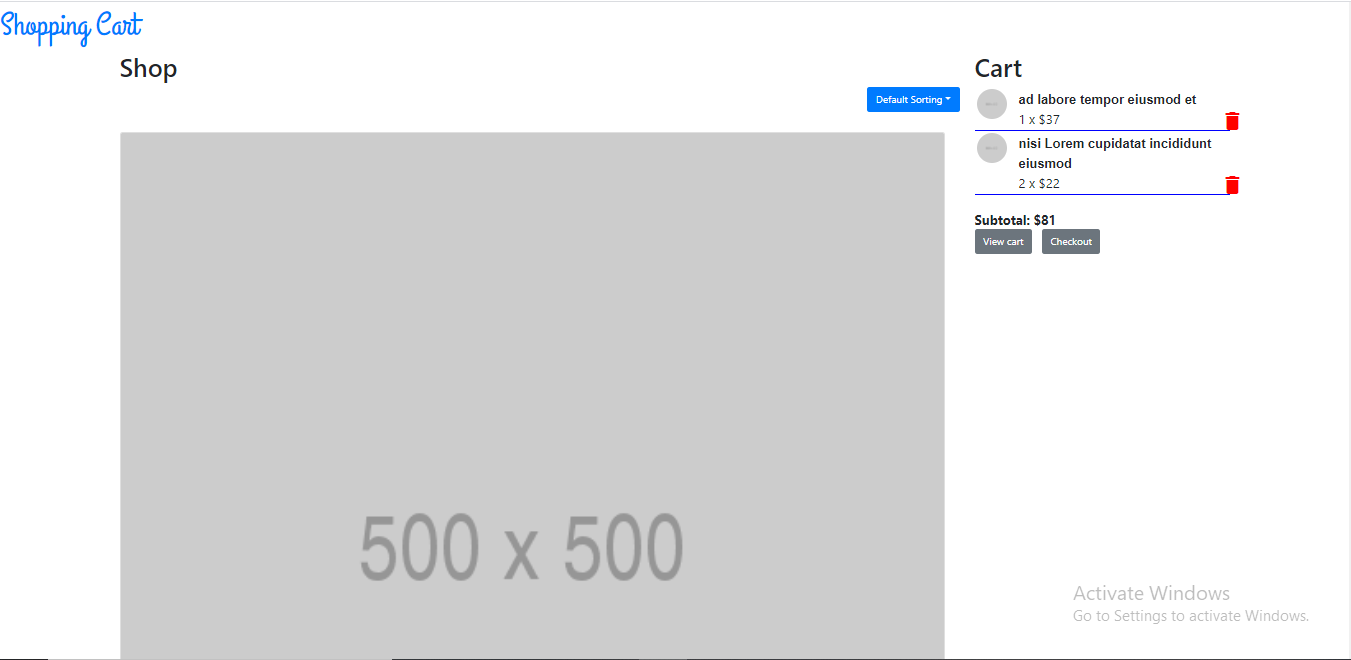 Shopping Cart
Shop
Default Sorting
500 x 500
Cart
ad labore tempor eiusmod et
1 x $37
nisi Lorem cupidatat incididunt
eiusmod
2 x $22
Subtotal: $81
View cart
Checkout
Activate Windows
Go to Settings to activate Windows.